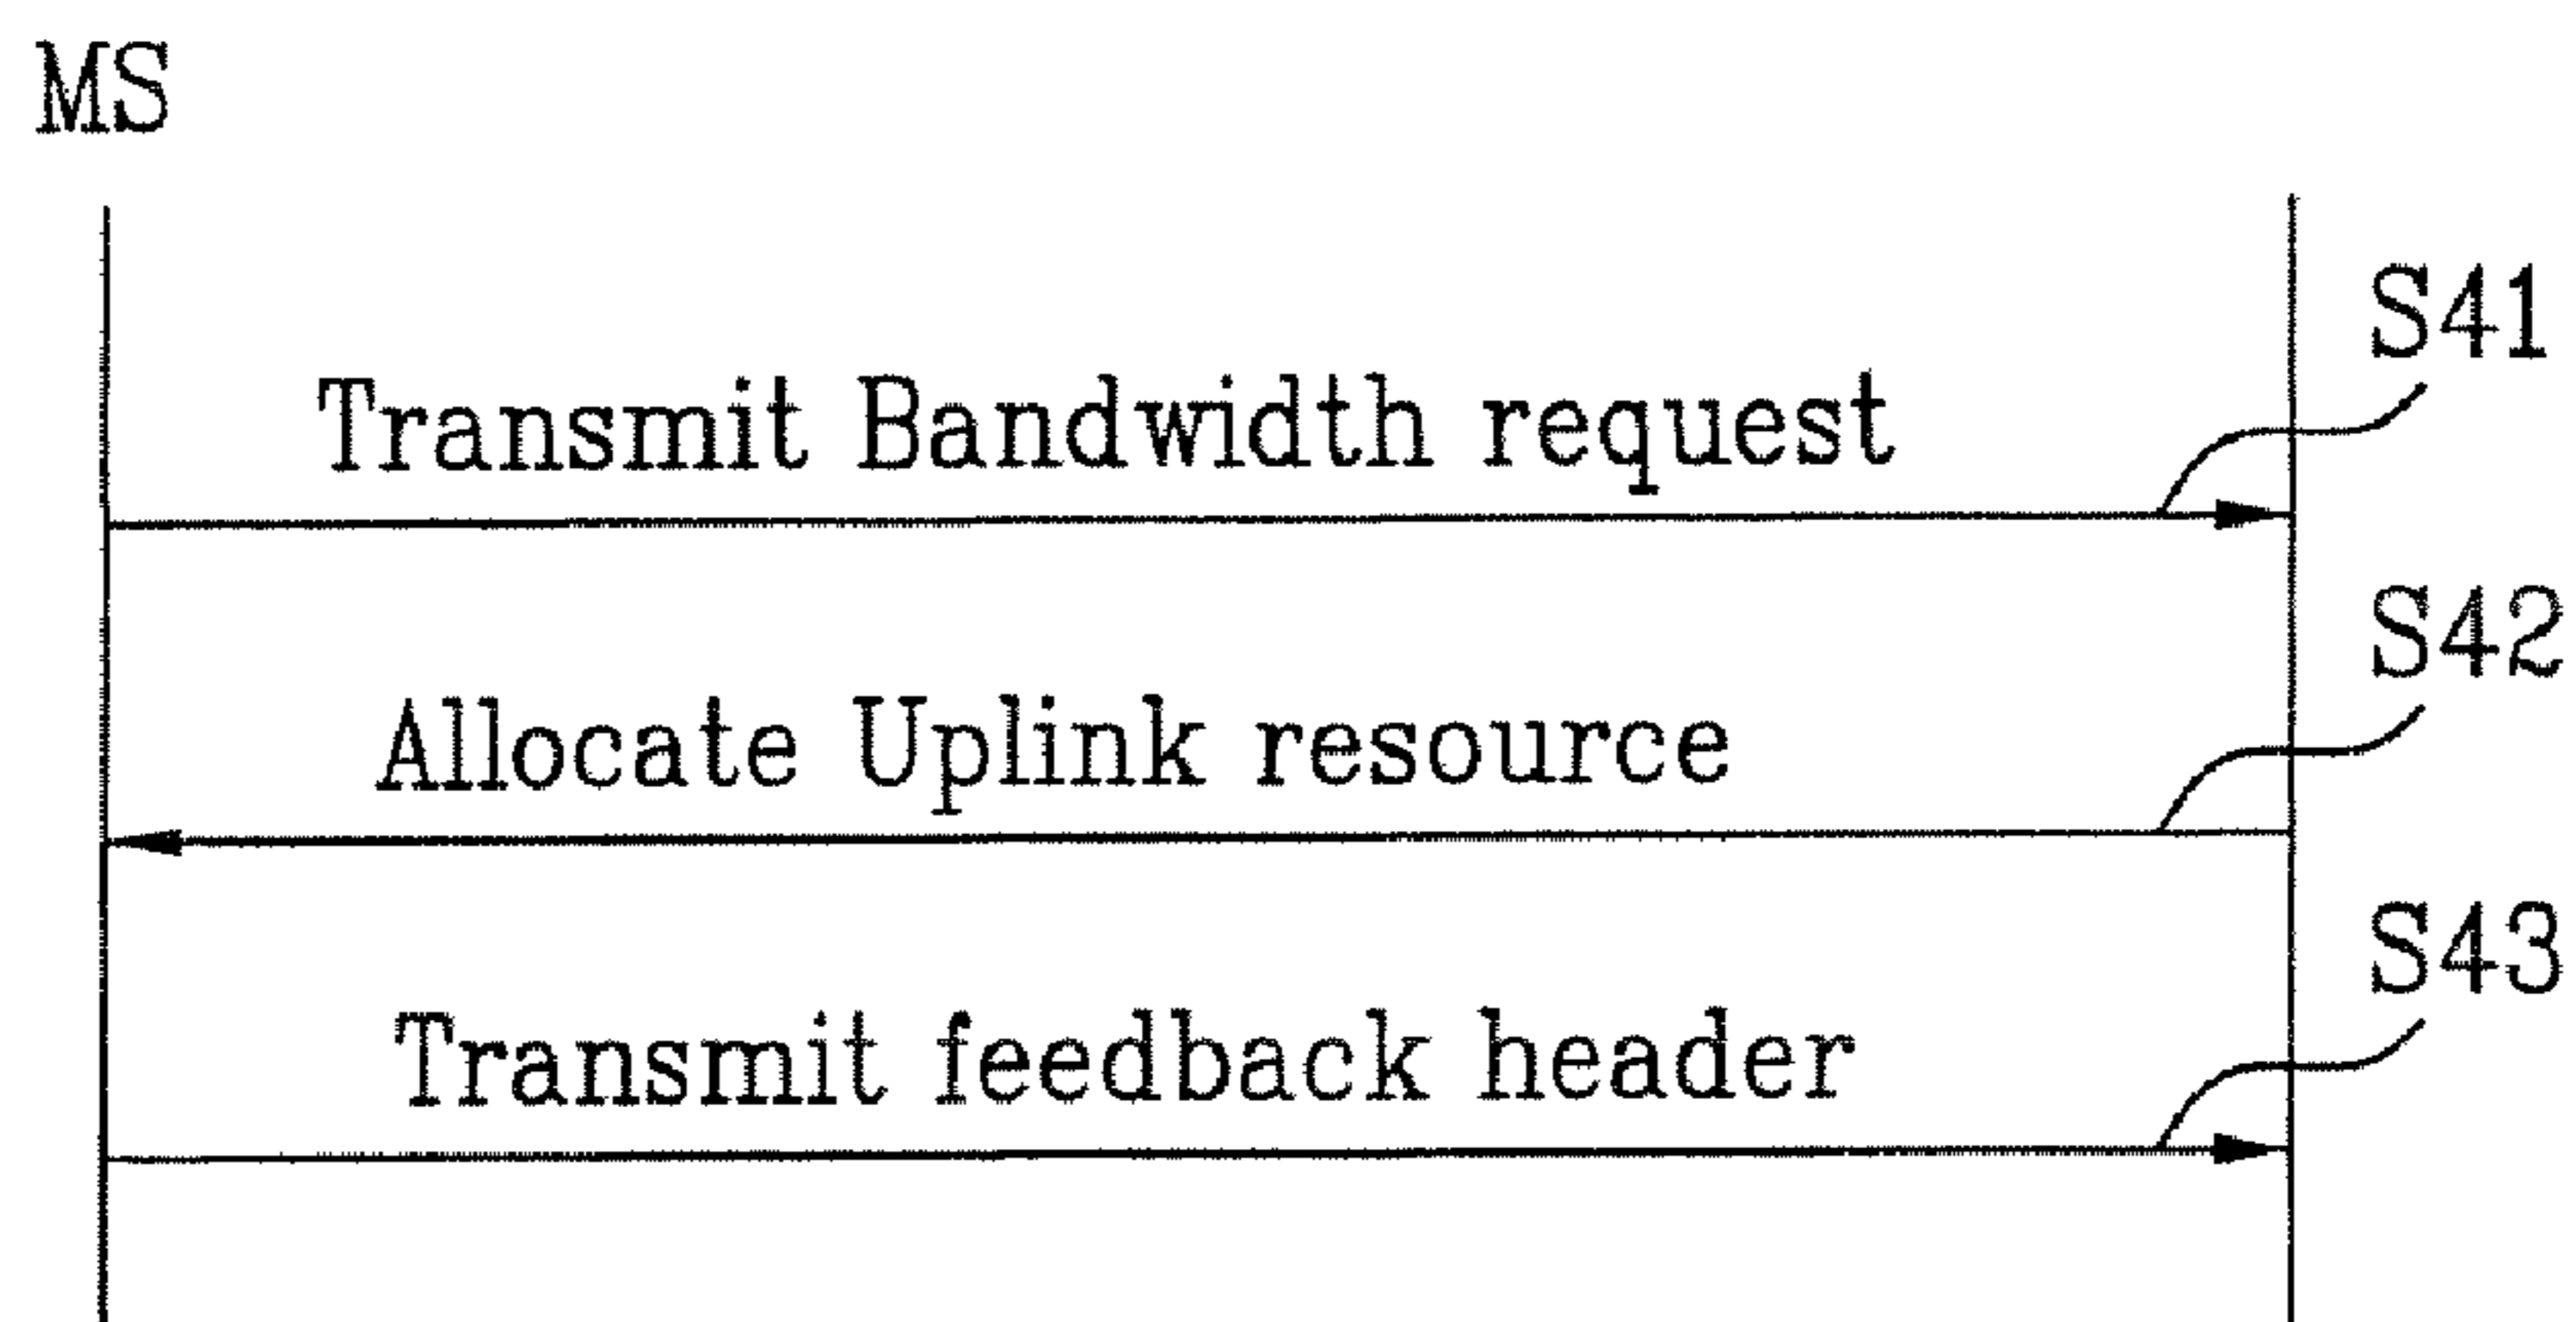 MS
S41
Transmit Bandwidth request
S42
Allocate Uplink resource
S43
Transmit feedback header